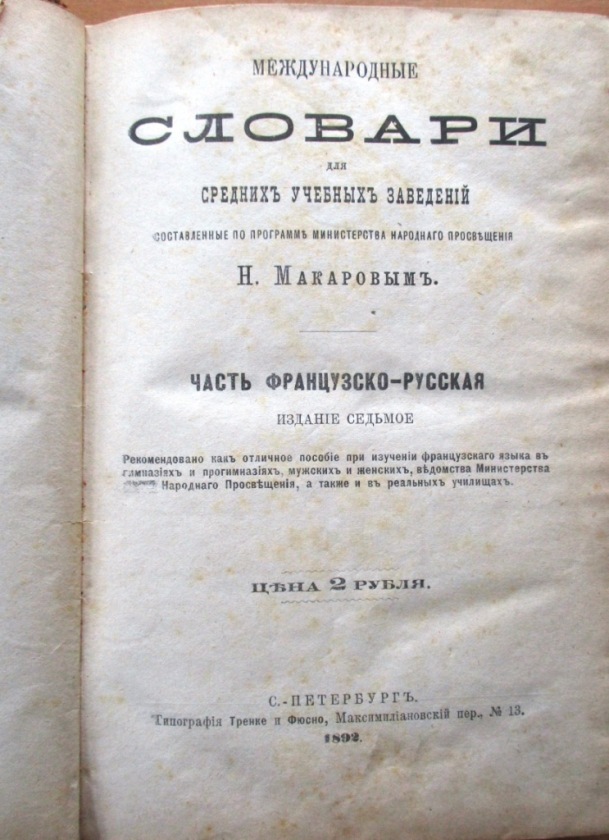 МЕЖДУНАРОДНЫЕ
СЛОВАРИ
ДЛЯ
СРЕДНИХЪ УЧЕБНЫХЪ ЗАВЕДЕНІЙ
СОСТАВЛЕННЫЕ ПО ПРОГРАММѢ МИНИСТЕРСТВА НАРОДНАГО ПРОСВѢЩЕНІЯ
Н. МАКАРОВЫМЪ.
ЧАСТЬ ФРАНЦУЗСКО-РУССКАЯ
ИЗДАНІЕ СЕДЬМОЕ
Рекомендовано какъ отличное пособіе при изученіи французскаго языка въ
гимназіяхъ и прогимназіяхъ, мужскихъ и женскихъ, вѣдомства Министерства
Народнаго Просвѣщенія, а также и въ реальныхъ училищахъ.
ЦѢНА 2 РУБЛЯ.
С.-ПЕТЕРБУРГЪ.
Типографія Тренке и Фюсно, Максимиліановскій пер., № 13.
1892.